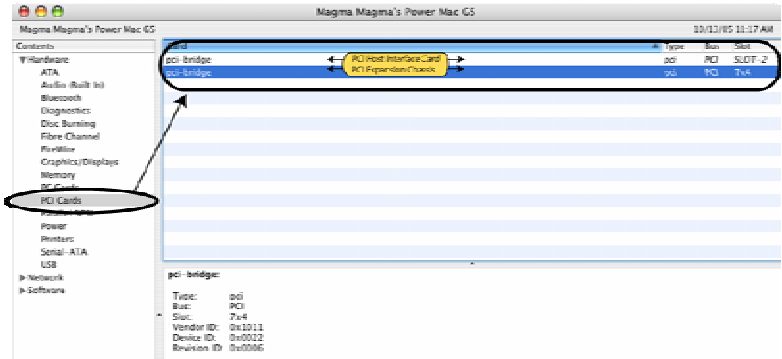 Magma Magma's Power Mac G5
Magma Magma's Power Mac G5 10/13/05 11:17 AM
Contents
Card Type Bus Slot
Hardware
ATA
Audio (Built In)
Bluetooth
Diagnostics
Disc Burning
Fibre Channel
FireWire
Graphics/Displays
Memory
PC Cards
PCI Cards
Power
Printers
Serial-ATA
USB
Network
Software
pci-bridge PCI Host Interface Card pci PCI SLOT-2
pci-bridge PCI Expansion Chassis pci PCI 7x4
pci-bridge:
Type: pci
Bus: PCI
Slot: 7x4
Vendor ID: 0x1011
Device ID: 0x0022
Revision ID: 0x0006